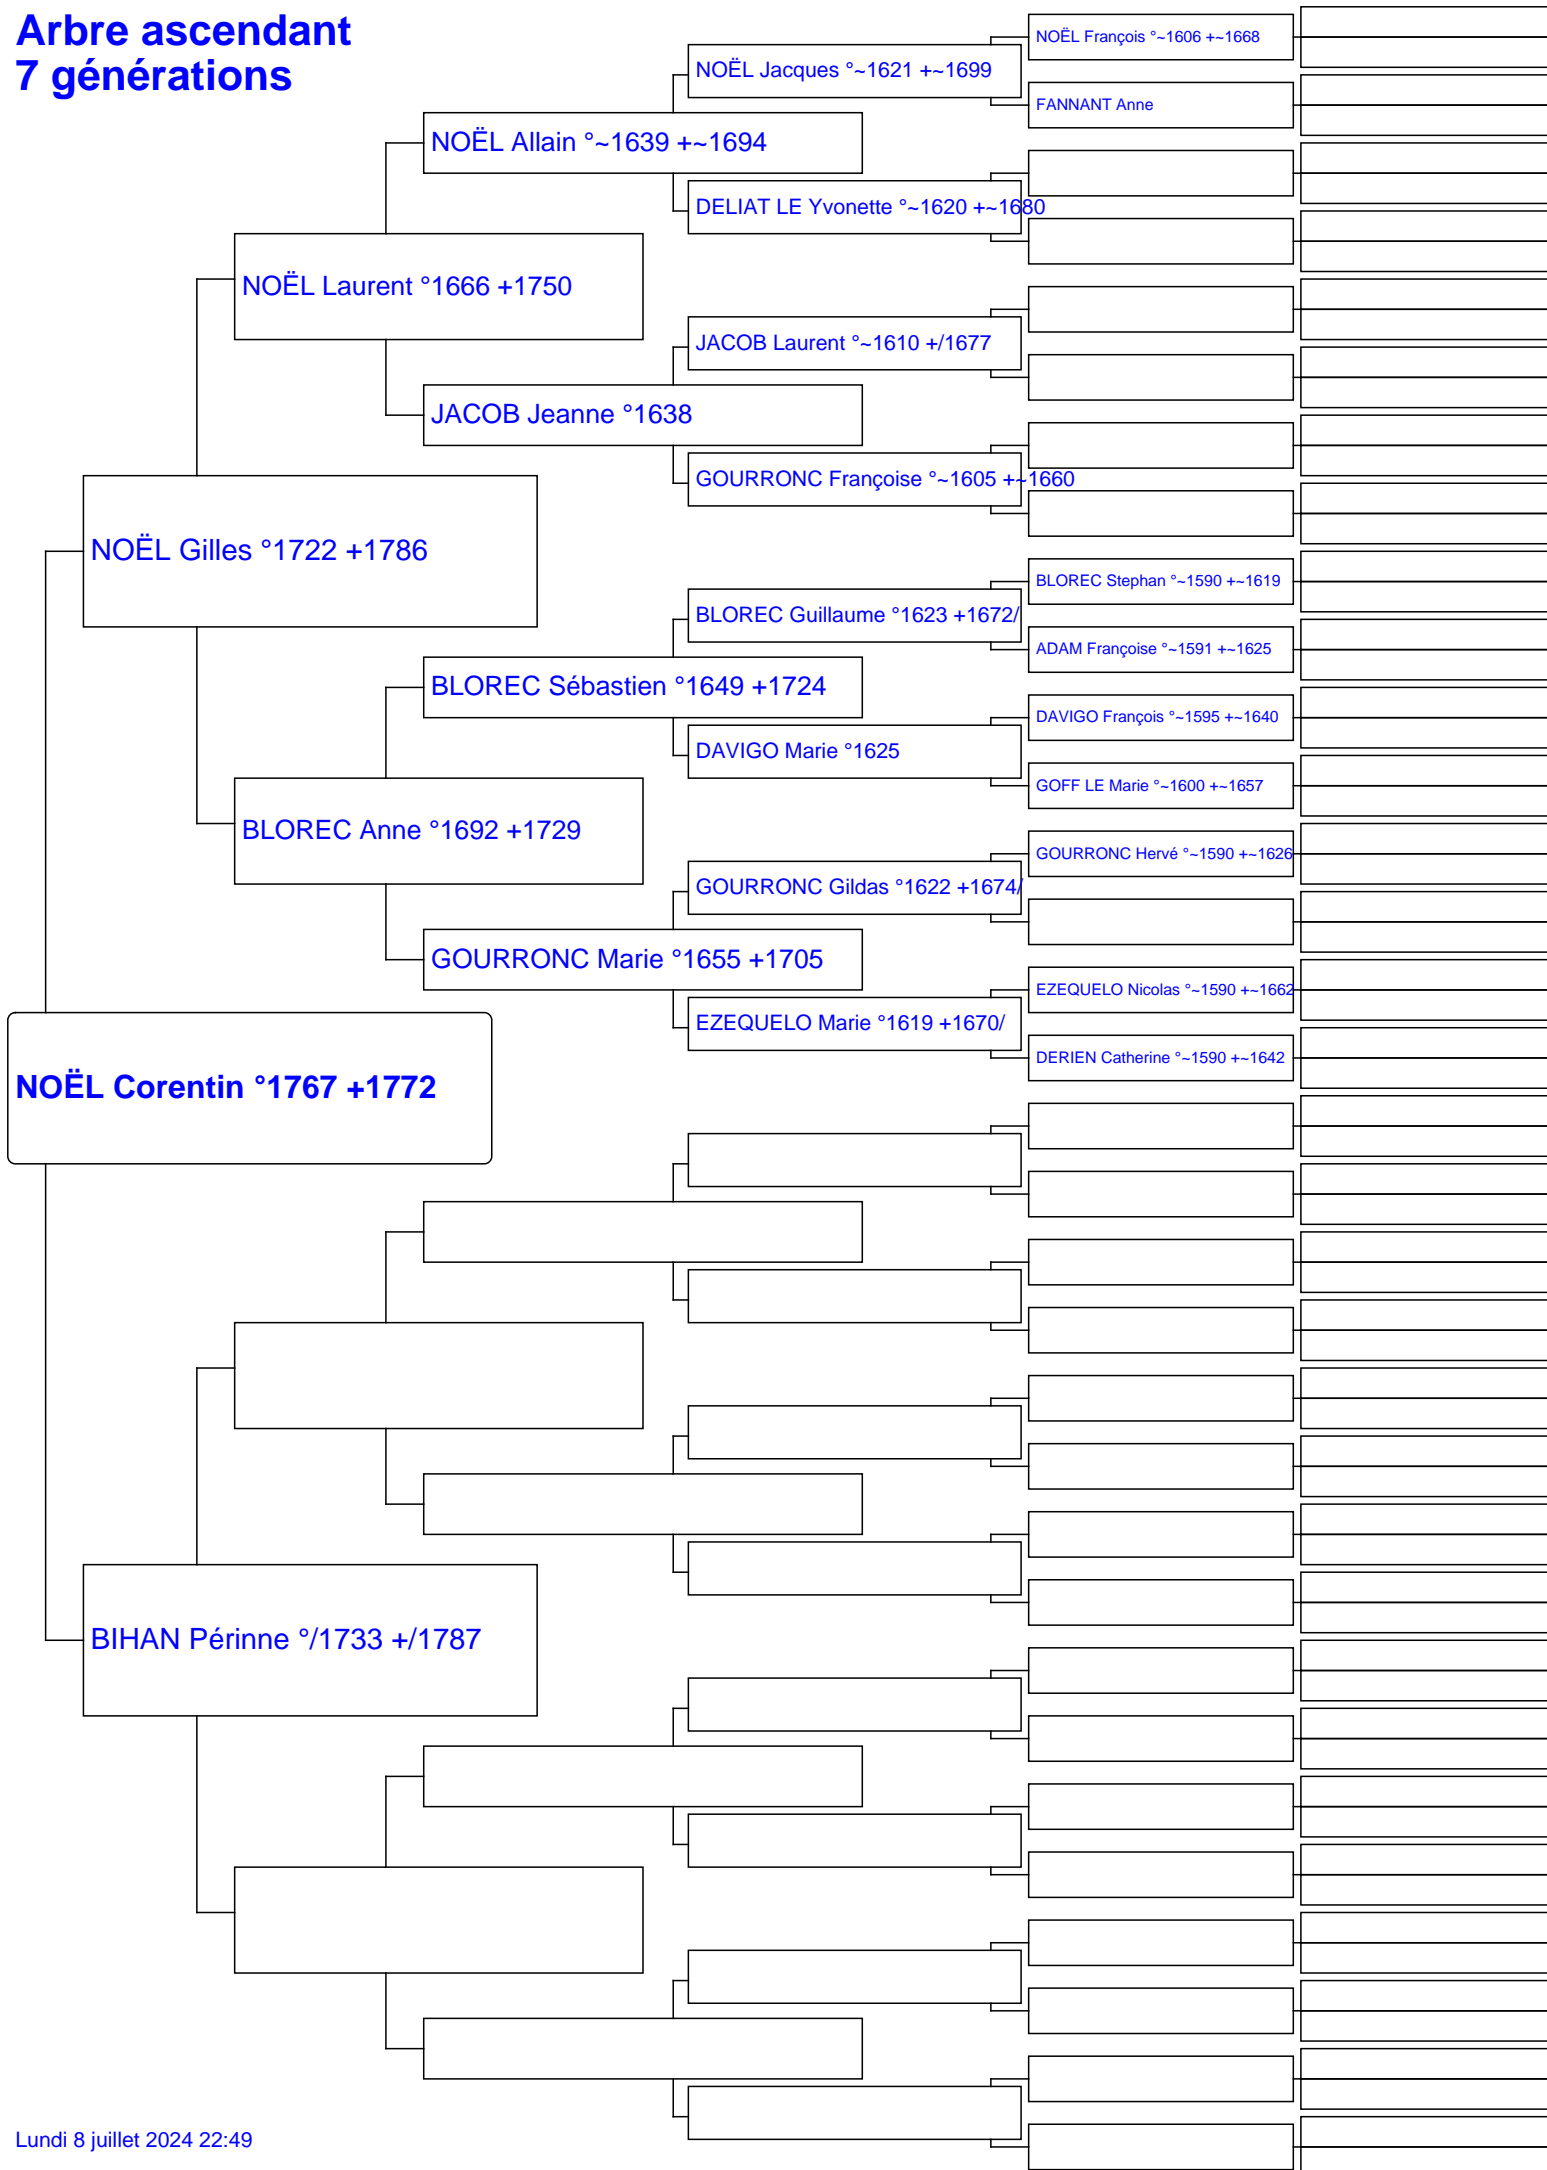 Arbre ascendant
7 générations
NOËL François °~1606 +~1668
NOËL Jacques °~1621 +~1699
FANNANT Anne
NOËL Allain °~1639 +~1694
DELIAT LE Yvonette °~1620 +~1680
NOËL Laurent °1666 +1750
JACOB Laurent °~1610 +/1677
JACOB Jeanne °1638
GOURRONC Françoise °~1605 +~1660
NOËL Gilles °1722 +1786
BLOREC Stephan °~1590 +~1619
BLOREC Guillaume °1623 +1672/
ADAM Françoise °~1591 +~1625
BLOREC Sébastien °1649 +1724
DAVIGO François °~1595 +~1640
DAVIGO Marie °1625
GOFF LE Marie °~1600 +~1657
BLOREC Anne °1692 +1729
GOURRONC Hervé °~1590 +~1626
GOURRONC Gildas °1622 +1674/
GOURRONC Marie °1655 +1705
EZEQUELO Nicolas °~1590 +~1662
EZEQUELO Marie °1619 +1670/
DERIEN Catherine °~1590 +~1642
NOËL Corentin °1767 +1772
BIHAN Périnne °/1733 +/1787
Lundi 8 juillet 2024 22:49